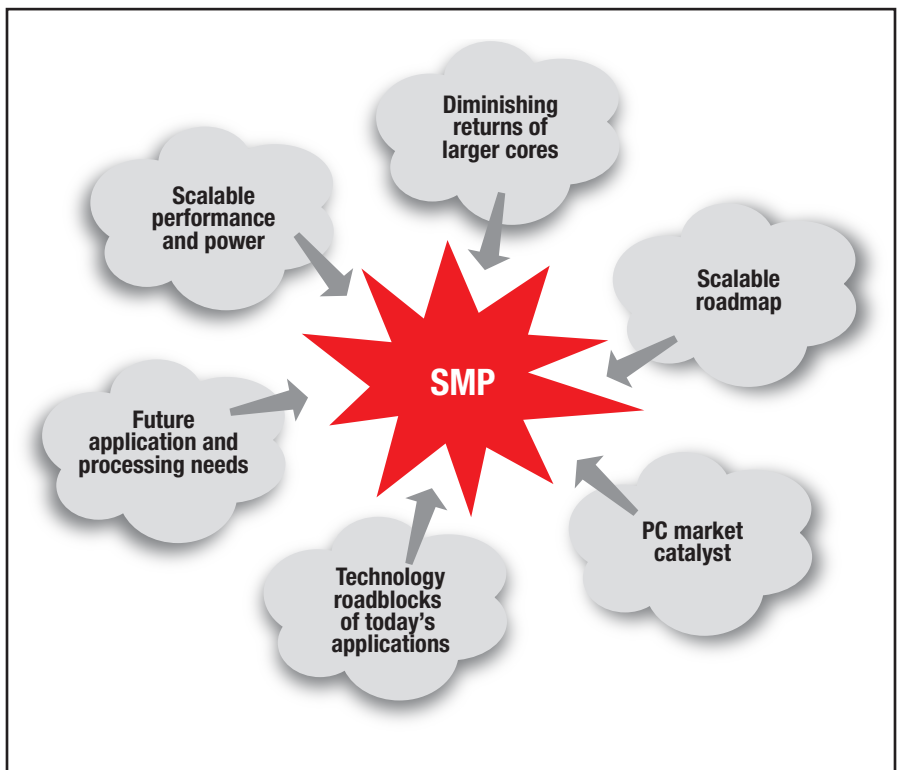 Diminishing
returns of
larger cores
Scalable
performance
and power
Scalable
roadmap
SMP
Future
application and
processing needs
PC market
catalyst
Technology
roadblocks
of today's
applications